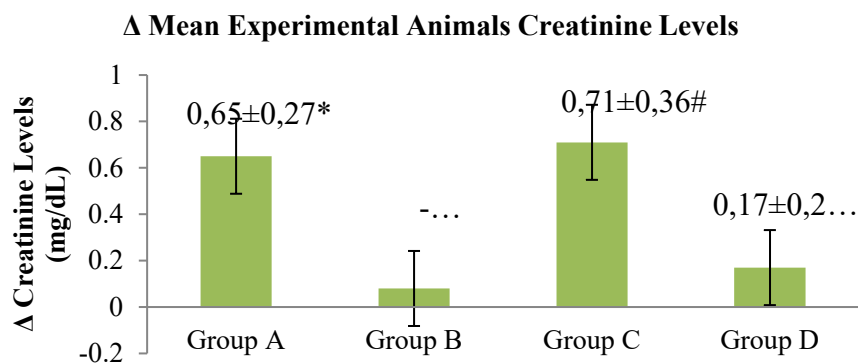 Δ Mean Experimental Animals Creatinine Levels
Δ Creatinine Levels
(mg/dL)
1
0.8
0.6
0.4
0.2
0
-0.2
0,65±0,27*
-…
0,71±0,36#
0,17±0,2…
Group A
Group B
Group C
Group D